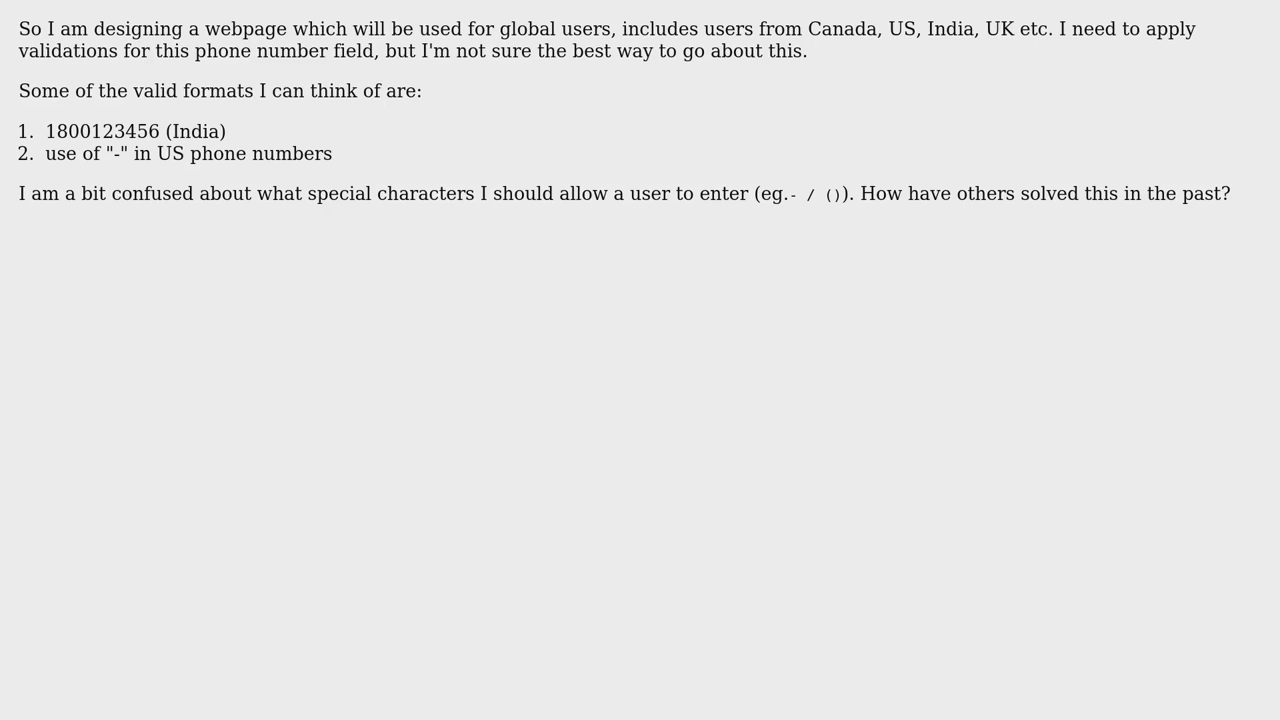 So I am designing a webpage which will be used for global users, includes users from Canada, US, India, UK etc. I need to apply
validations for this phone number field, but I'm not sure the best way to go about this.
Some of the valid formats I can think of are:
1. 1800123456 (India)
2. use of "-" in US phone numbers
I am a bit confused about what special characters I should allow a user to enter (eg.- / ()). How have others solved this in the past?